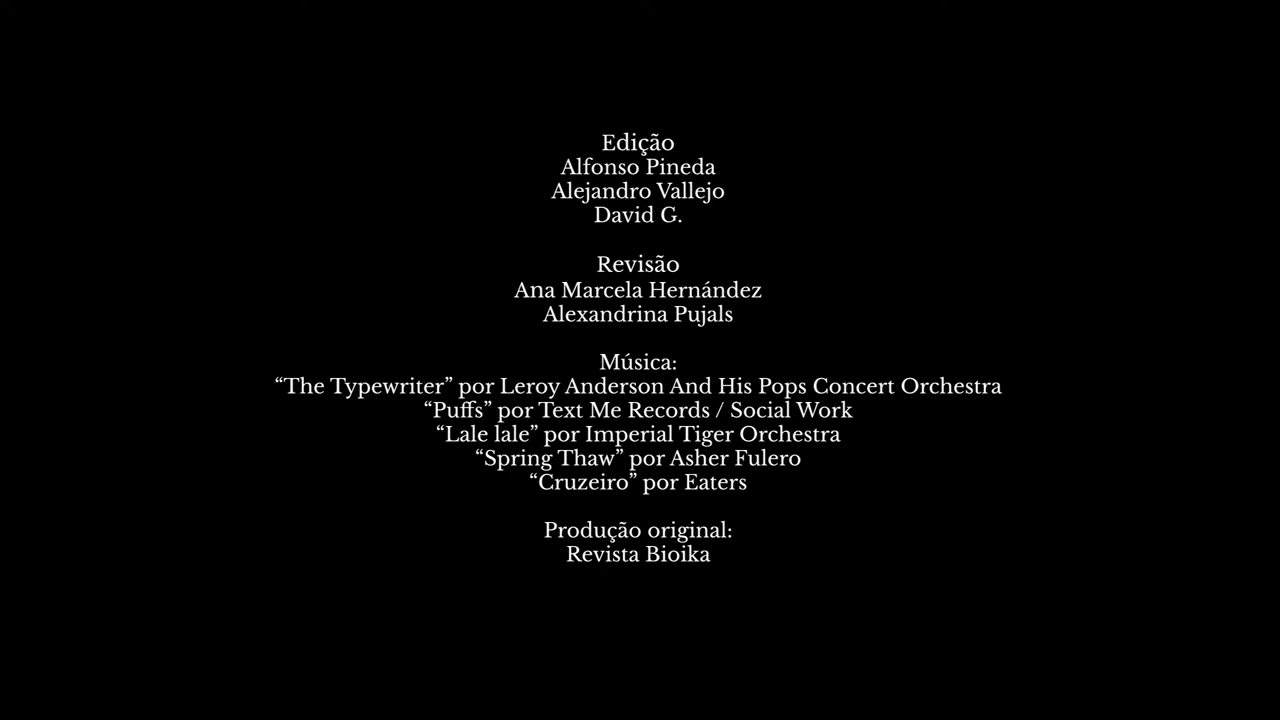 Edição
Alfonso Pineda
Alejandro Vallejo
David G.
Revisão
Ana Marcela Hernández
Alexandrina Pujals
Música:
“The Typewriter” por Leroy Anderson And His Pops Concert Orchestra
“Puffs” por Text Me Records / Social Work
“Lale lale” por Imperial Tiger Orchestra
“Spring Thaw” por Asher Fulero
“Cruzeiro” por Eaters
Produção original:
Revista Bioika